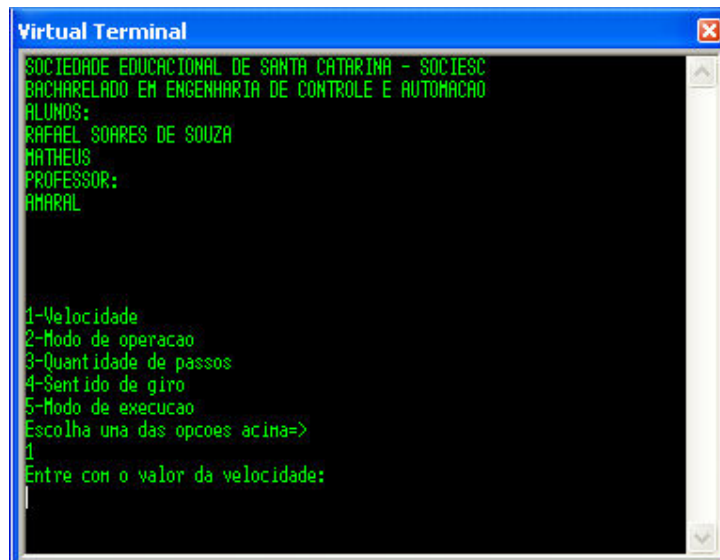 Virtual Terminal
SOCIEDADE EDUCACIONAL DE SANTA CATARINA - SOCIESC
BACHARELADO EM ENGENHARIA DE CONTROLE E AUTOMACAO
ALUNOS:
RAFAEL SOARES DE SOUZA
MATHEUS
PROFESSOR:
AMARAL
1-Velocidade
2-Modo de operacao
3-Quantidade de passos
4-Sentido de giro
5-Modo de execucao
Escolha uma das opcoes acima=>
1
Entre com o valor da velocidade: